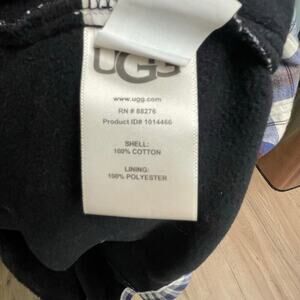 UGG
www.ugg.com
RN # 88276
Product ID# 1014466
SHELL:
100% COTTON
LINING:
100% POLYESTER